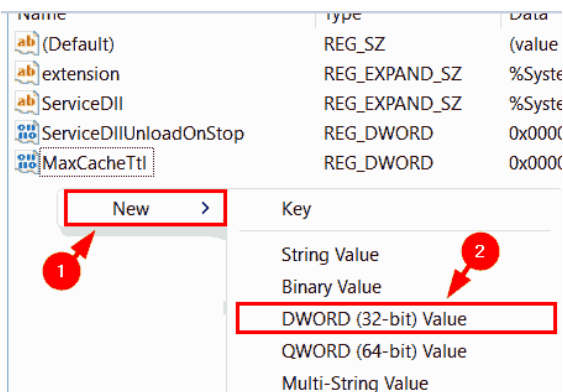 Name Type Data
(Default) REG_SZ (value
extension REG_EXPAND_SZ %Syste
ServiceDll REG_EXPAND_SZ %Syste
ServiceDllUnloadOnStop REG_DWORD 0x0000
MaxCacheTtl REG_DWORD 0x0000
New > Key
1
String Value
2
Binary Value
DWORD (32-bit) Value
QWORD (64-bit) Value
Multi-String Value